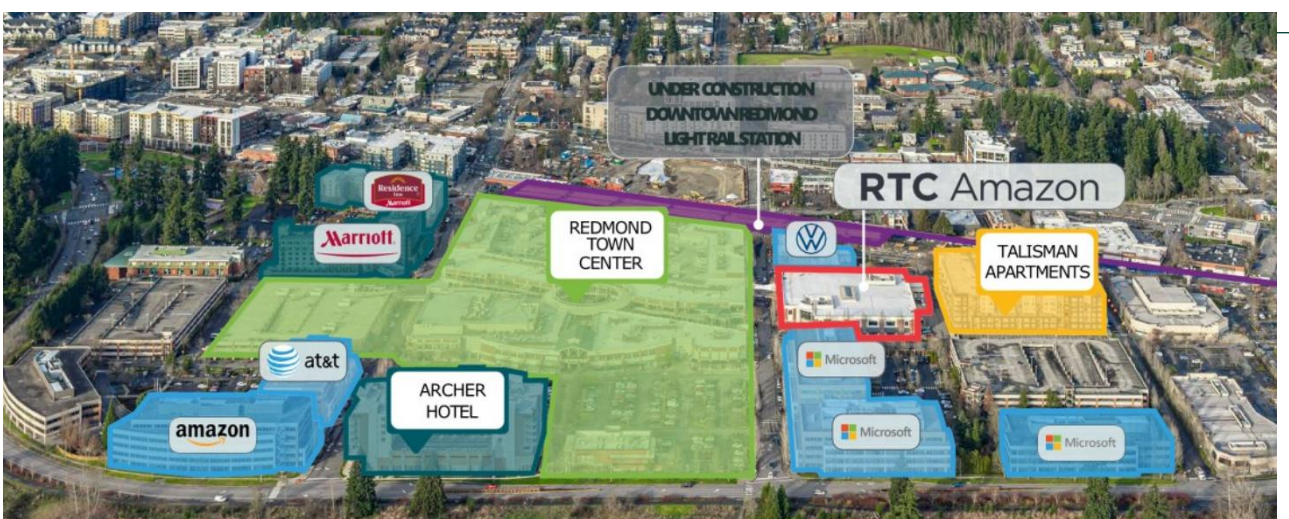 UNDER CONSTRUCTION
DOWNTOWN REDMOND
LIGHT RAIL STATION
RTC Amazon
Residence
Inn
Marriott
Marriott
REDMOND
TOWN
CENTER
VW
TALISMAN
APARTMENTS
at&t
Microsoft
ARCHER
HOTEL
amazon
Microsoft
Microsoft